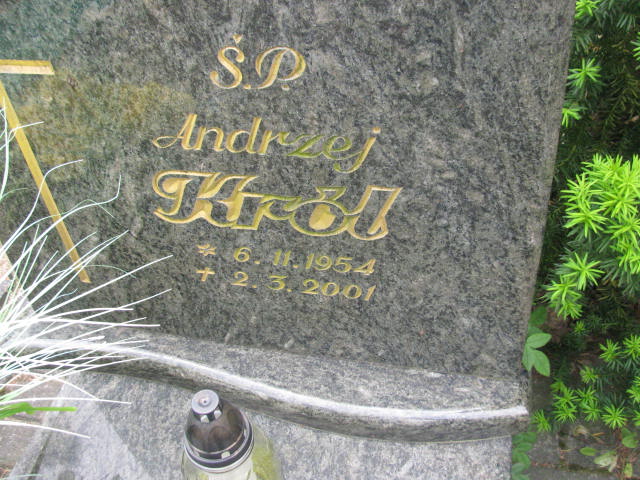 Ś.P.
Andrzej
Król
* 6.11.1954
+ 2.3.2001